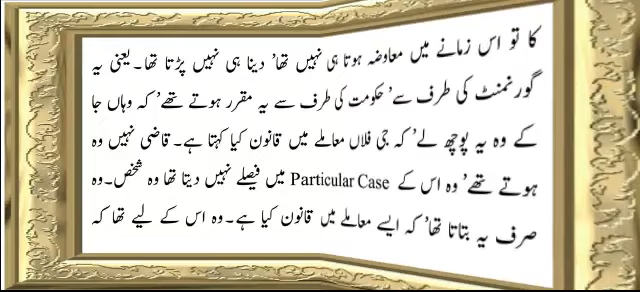 کا تو اس زمانے میں معاوضہ ہوتا ہی نہیں تھا’ دینا ہی نہیں پڑتا تھا۔ یعنی یہ
گورنمنٹ کی طرف سے’ حکومت کی طرف سے یہ مقرر ہوتے تھے’ کہ وہاں جا
کے وہ یہ پوچھ لے’ کہ جی فلاں معاملے میں قانون کیا کہتا ہے۔ قاضی نہیں وہ
ہوتے تھے’ وہ اس کے Particular Case میں فیصلے نہیں دیتا تھا وہ شخص۔ وہ
صرف یہ بتاتا تھا’ کہ ایسے معاملے میں قانون کیا ہے۔ وہ اس کے لیے تھا کہ